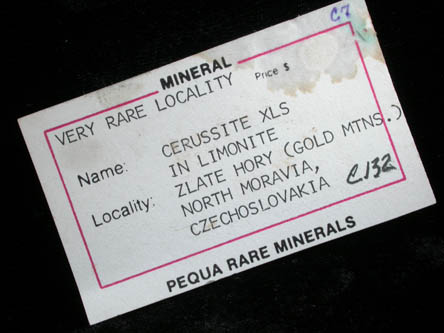 C7
MINERAL
VERY RARE LOCALITY Price $
Name: CERUSSITE XLS
IN LIMONITE
Locality: ZLATE HORY (GOLD MTNS.)
NORTH MORAVIA,
CZECHOSLOVAKIA C132
PEQUA RARE MINERALS